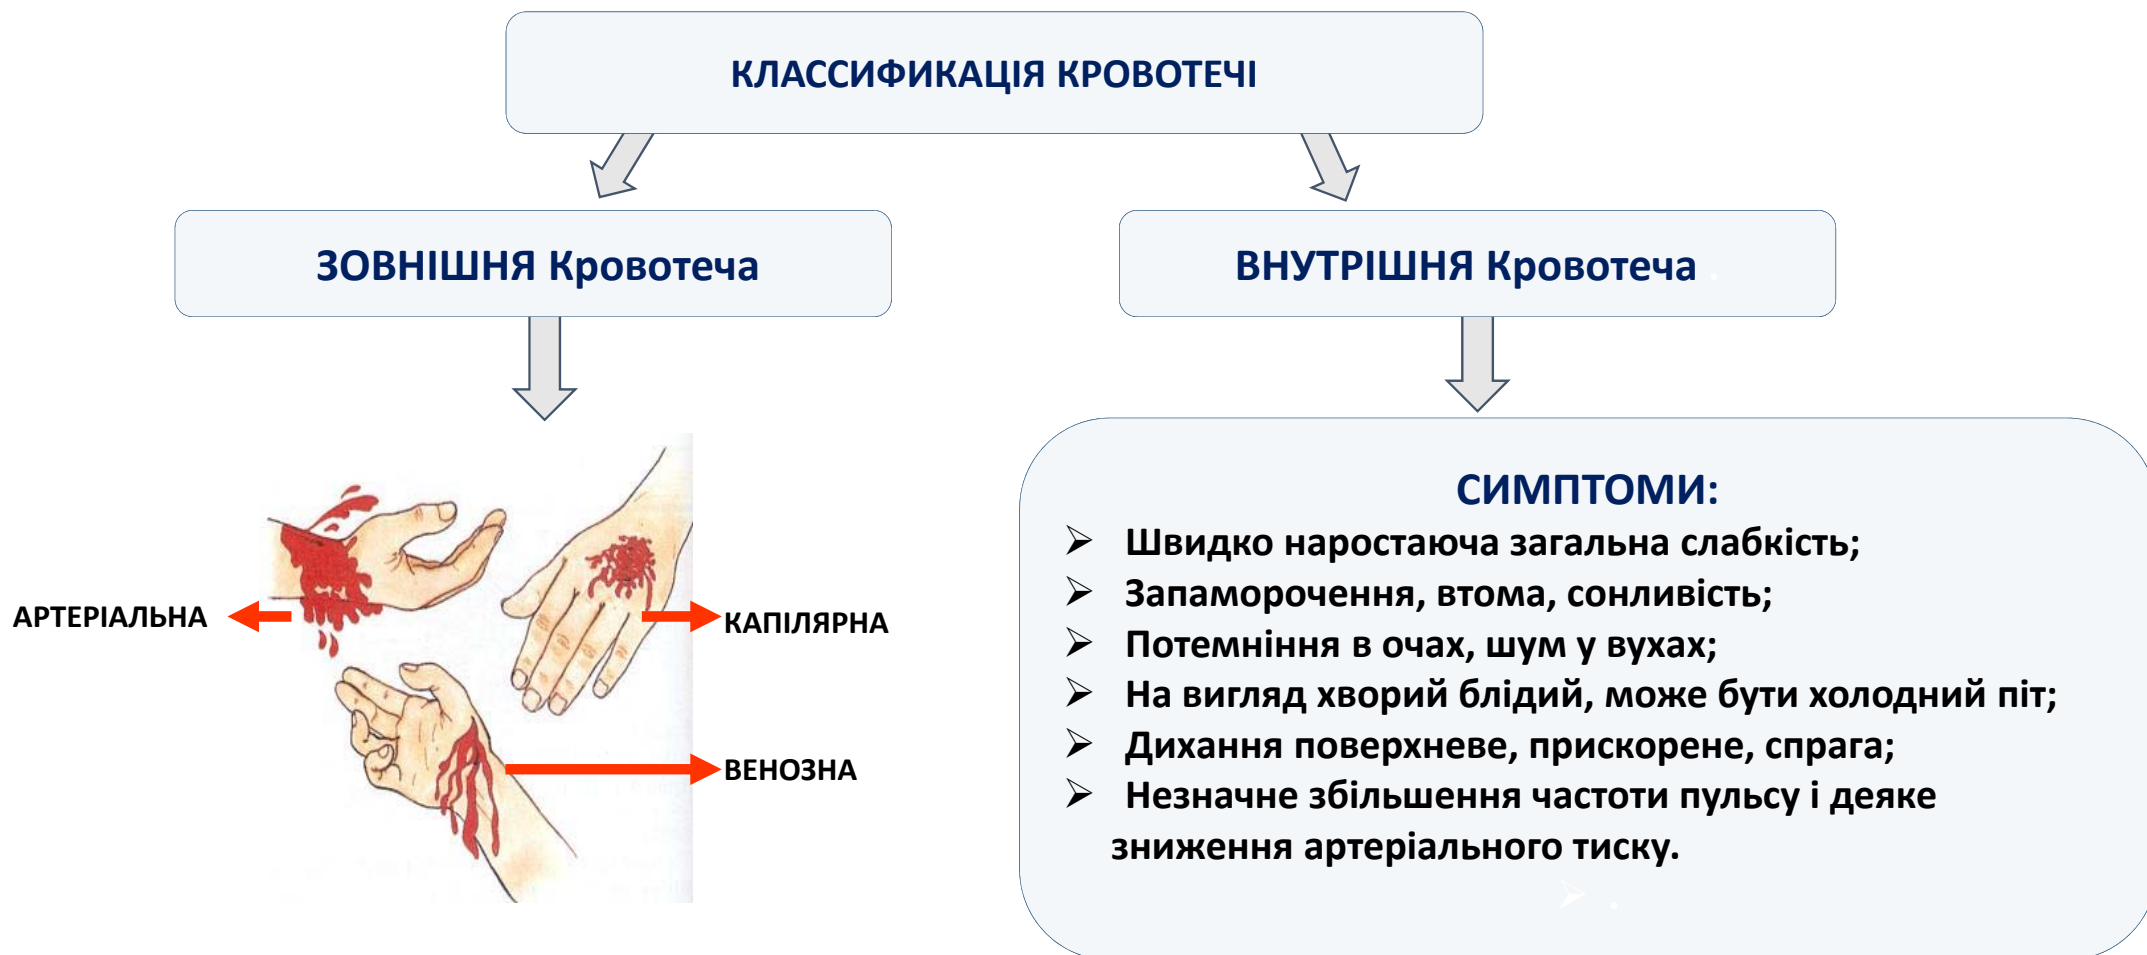 КЛАССИФИКАЦІЯ КРОВОТЕЧІ
ЗОВНІШНЯ Кровотеча
ВНУТРІШНЯ Кровотеча .
АРТЕРІАЛЬНА
КАПІЛЯРНА
ВЕНОЗНА
СИМПТОМИ:
➢ Швидко наростаюча загальна слабкість;
➢ Запаморочення, втома, сонливість;
➢ Потемніння в очах, шум у вухах;
➢ На вигляд хворий блідий, може бути холодний піт;
➢ Дихання поверхневе, прискорене, спрага;
➢ Незначне збільшення частоти пульсу і деяке
зниження артеріального тиску.
➢ .